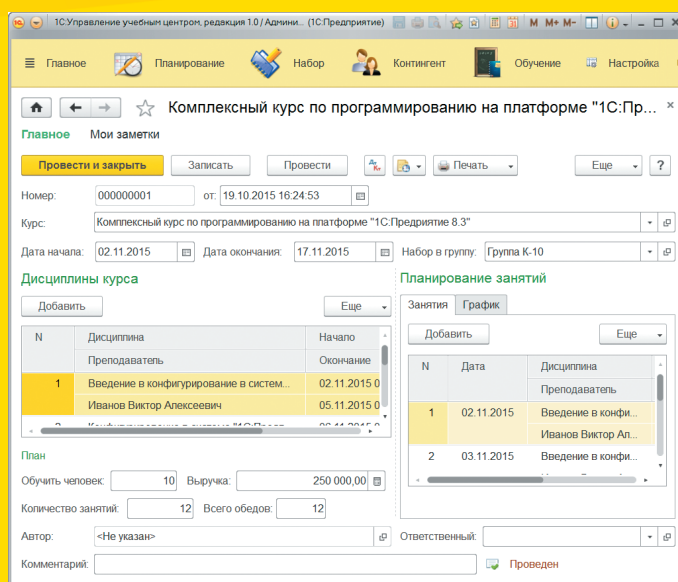 1С:Управление учебным центром, редакция 1.0 / Админи... (1С:Предприятие) M M+ M-
Главное Планирование Набор Контингент Обучение Настройка
Комплексный курс по программированию на платформе "1С:Пр... ×
Главное Мои заметки
Провести и закрыть Записать Провести Дт Кт Печать Еще ?
Номер: 000000001 от: 19.10.2015 16:24:53
Курс: Комплексный курс по программированию на платформе "1С:Предприятие 8.3"
Дата начала: 02.11.2015 Дата окончания: 17.11.2015 Набор в группу: Группа К-10
Дисциплины курса
Добавить Еще
N Дисциплина Начало
Преподаватель Окончание
1 Введение в конфигурирование в систем... 02.11.2015 0
Иванов Виктор Алексеевич 05.11.2015 0
Планирование занятий
Занятия График
Добавить Еще
N Дата Дисциплина
Преподаватель
1 02.11.2015 Введение в конфи...
Иванов Виктор Ал...
2 03.11.2015 Введение в конфи...
План
Обучить человек: 10 Выручка: 250 000,00
Количество занятий: 12 Всего обедов: 12
Автор: <Не указан> Ответственный:
Комментарий: Проведен